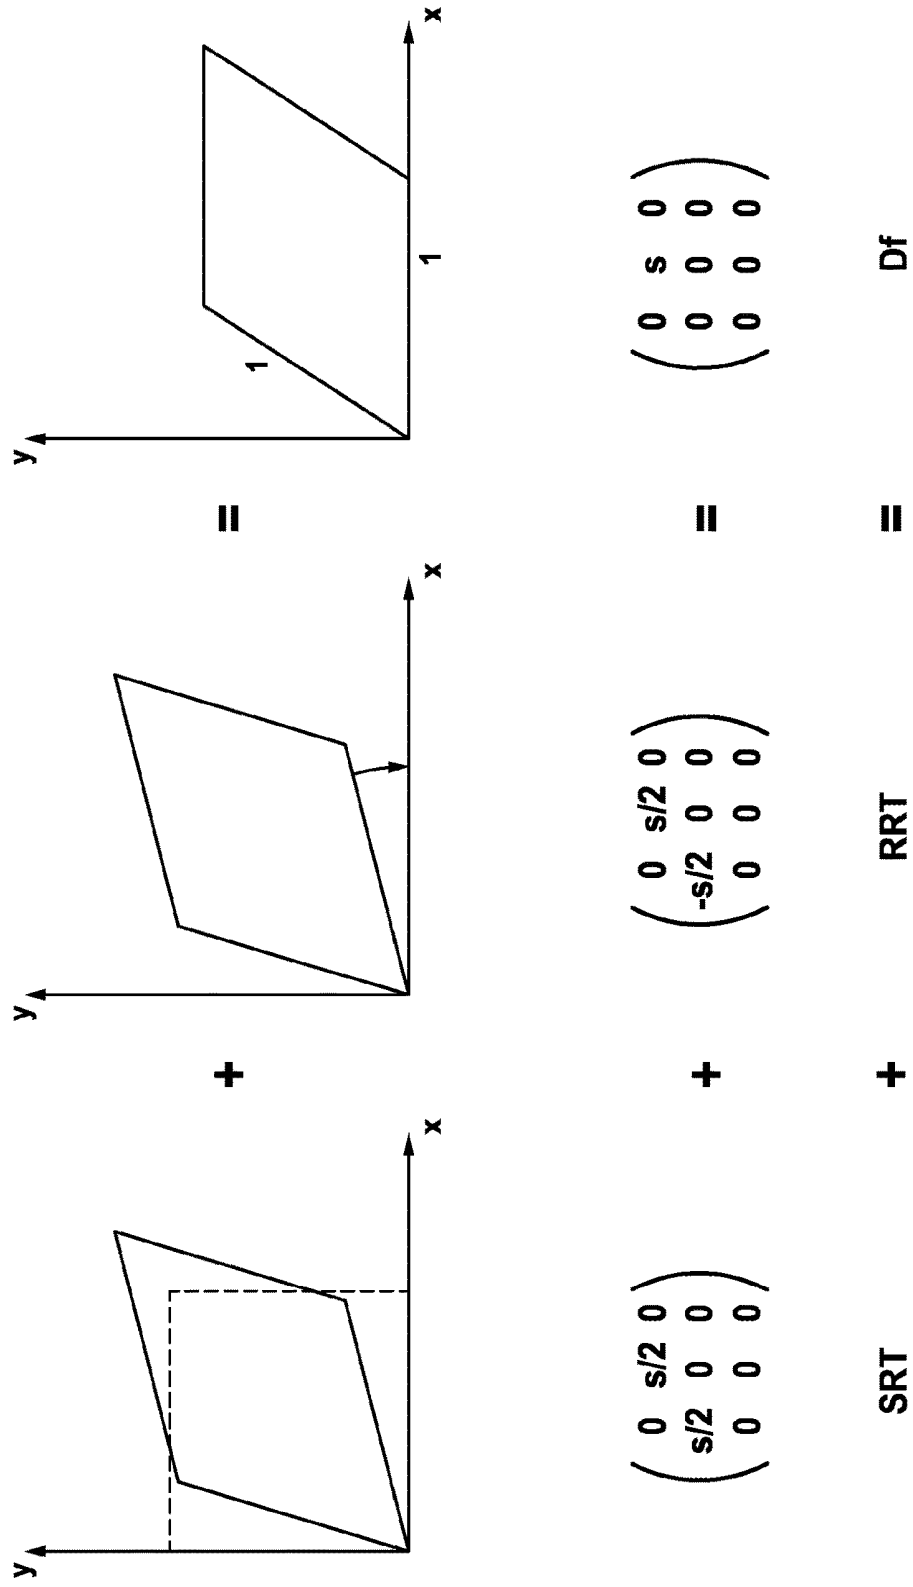 y x + y x = y 1 1 x
0 s/2 0 0 s/2 0 0 s 0
s/2 0 0 + -s/2 0 0 = 0 0 0
0 0 0 0 0 0 0 0 0
SRT + RRT = Df